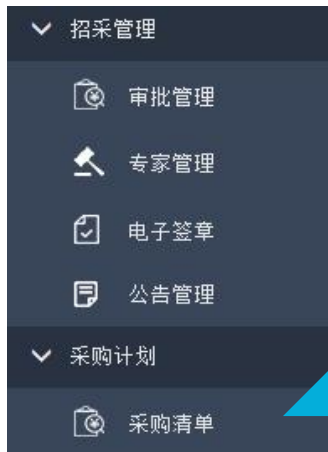 招采管理
审批管理
专家管理
电子签章
公告管理
采购计划
采购清单